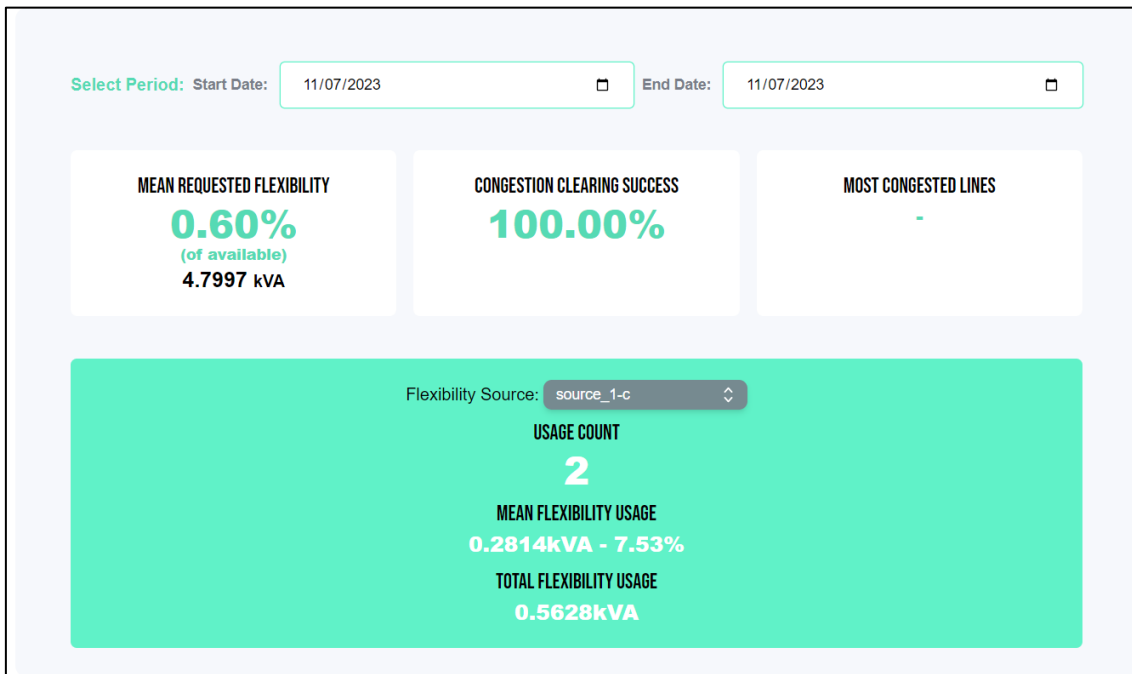 Select Period: Start Date: 11/07/2023 End Date: 11/07/2023
MEAN REQUESTED FLEXIBILITY
0.60%
(of available)
4.7997 kVA
CONGESTION CLEARING SUCCESS
100.00%
MOST CONGESTED LINES
-
Flexibility Source: source_1-c
USAGE COUNT
2
MEAN FLEXIBILITY USAGE
0.2814kVA - 7.53%
TOTAL FLEXIBILITY USAGE
0.5628kVA